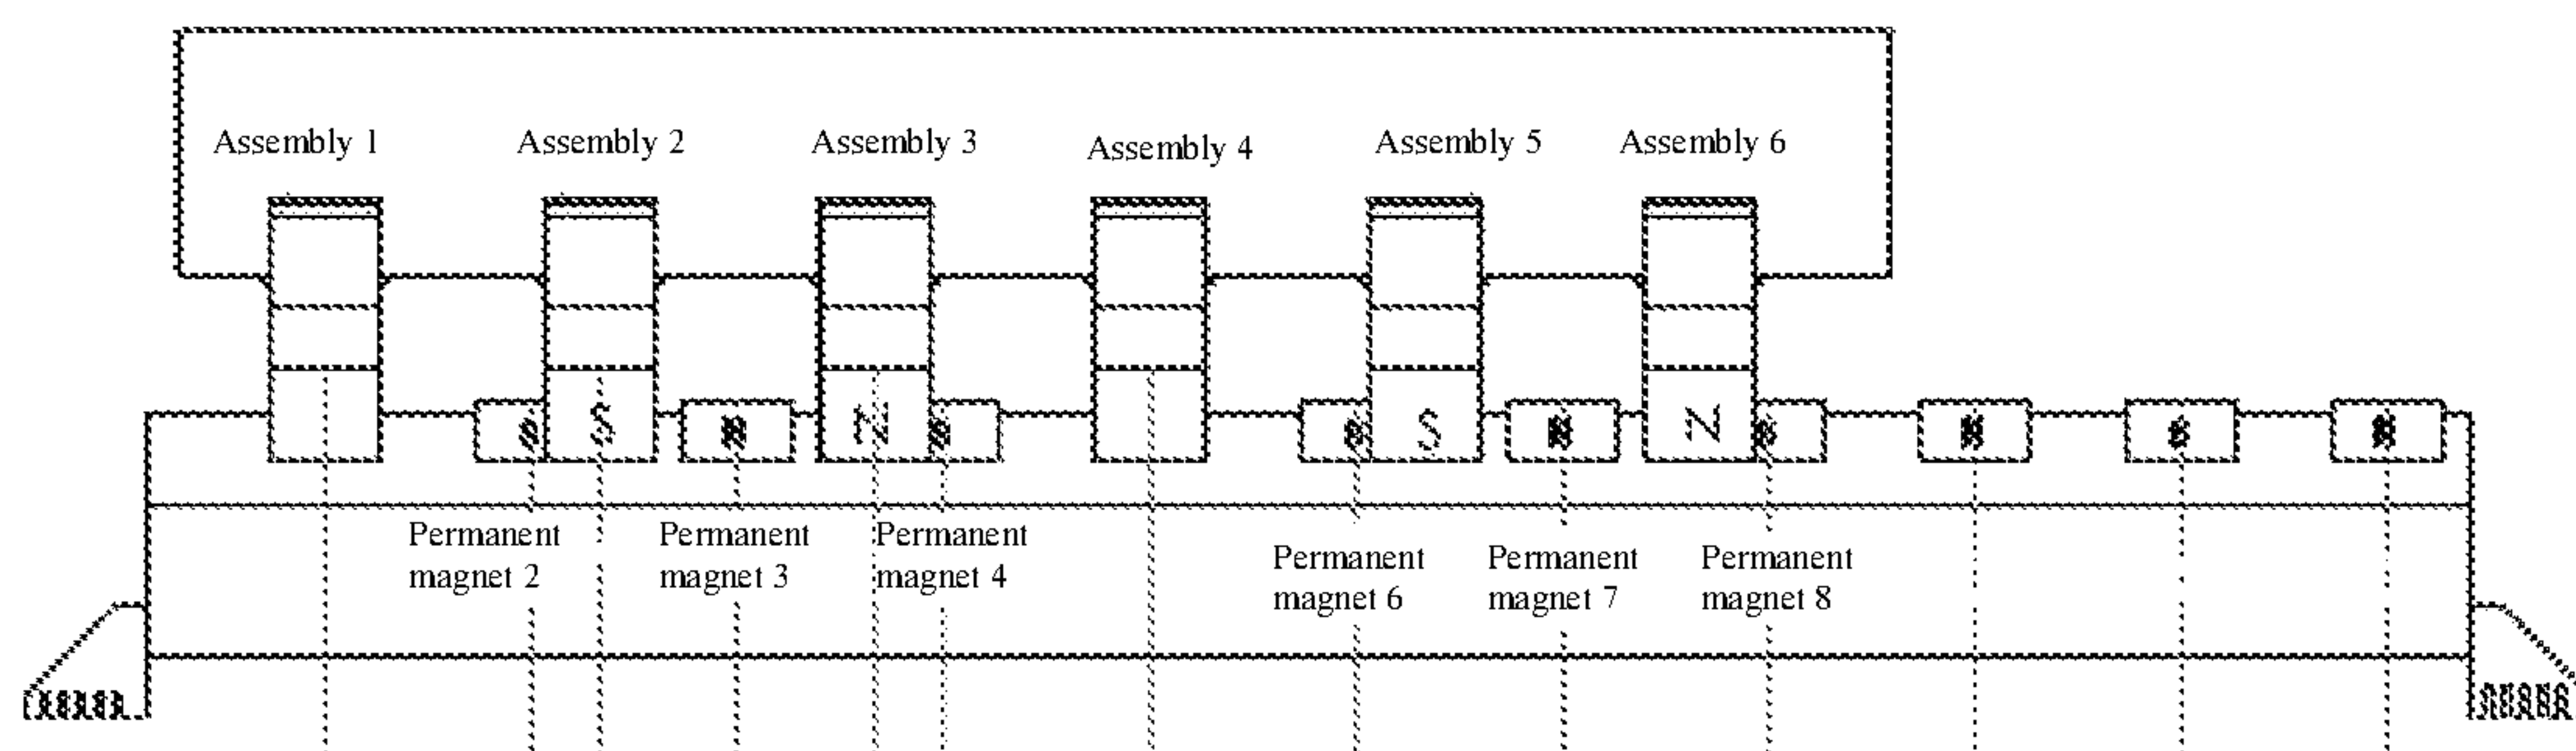 Assembly 1
Assembly 2
Assembly 3
Assembly 4
Assembly 5
Assembly 6
S
N
S
N
Permanent
magnet 2
Permanent
magnet 3
Permanent
magnet 4
Permanent
magnet 6
Permanent
magnet 7
Permanent
magnet 8